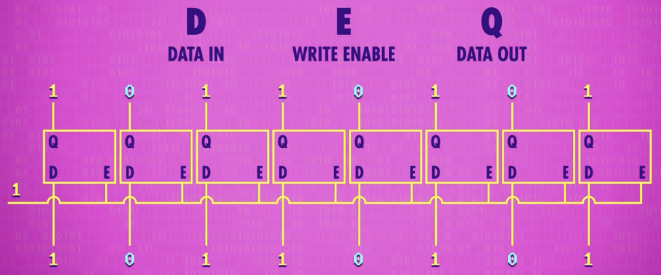 D E Q
DATA IN WRITE ENABLE DATA OUT
1 0 1 1 0 1 0 1
Q Q Q Q Q Q Q Q
D E D E D E D E D E D E D E D E
1
1 0 1 1 0 1 0 1